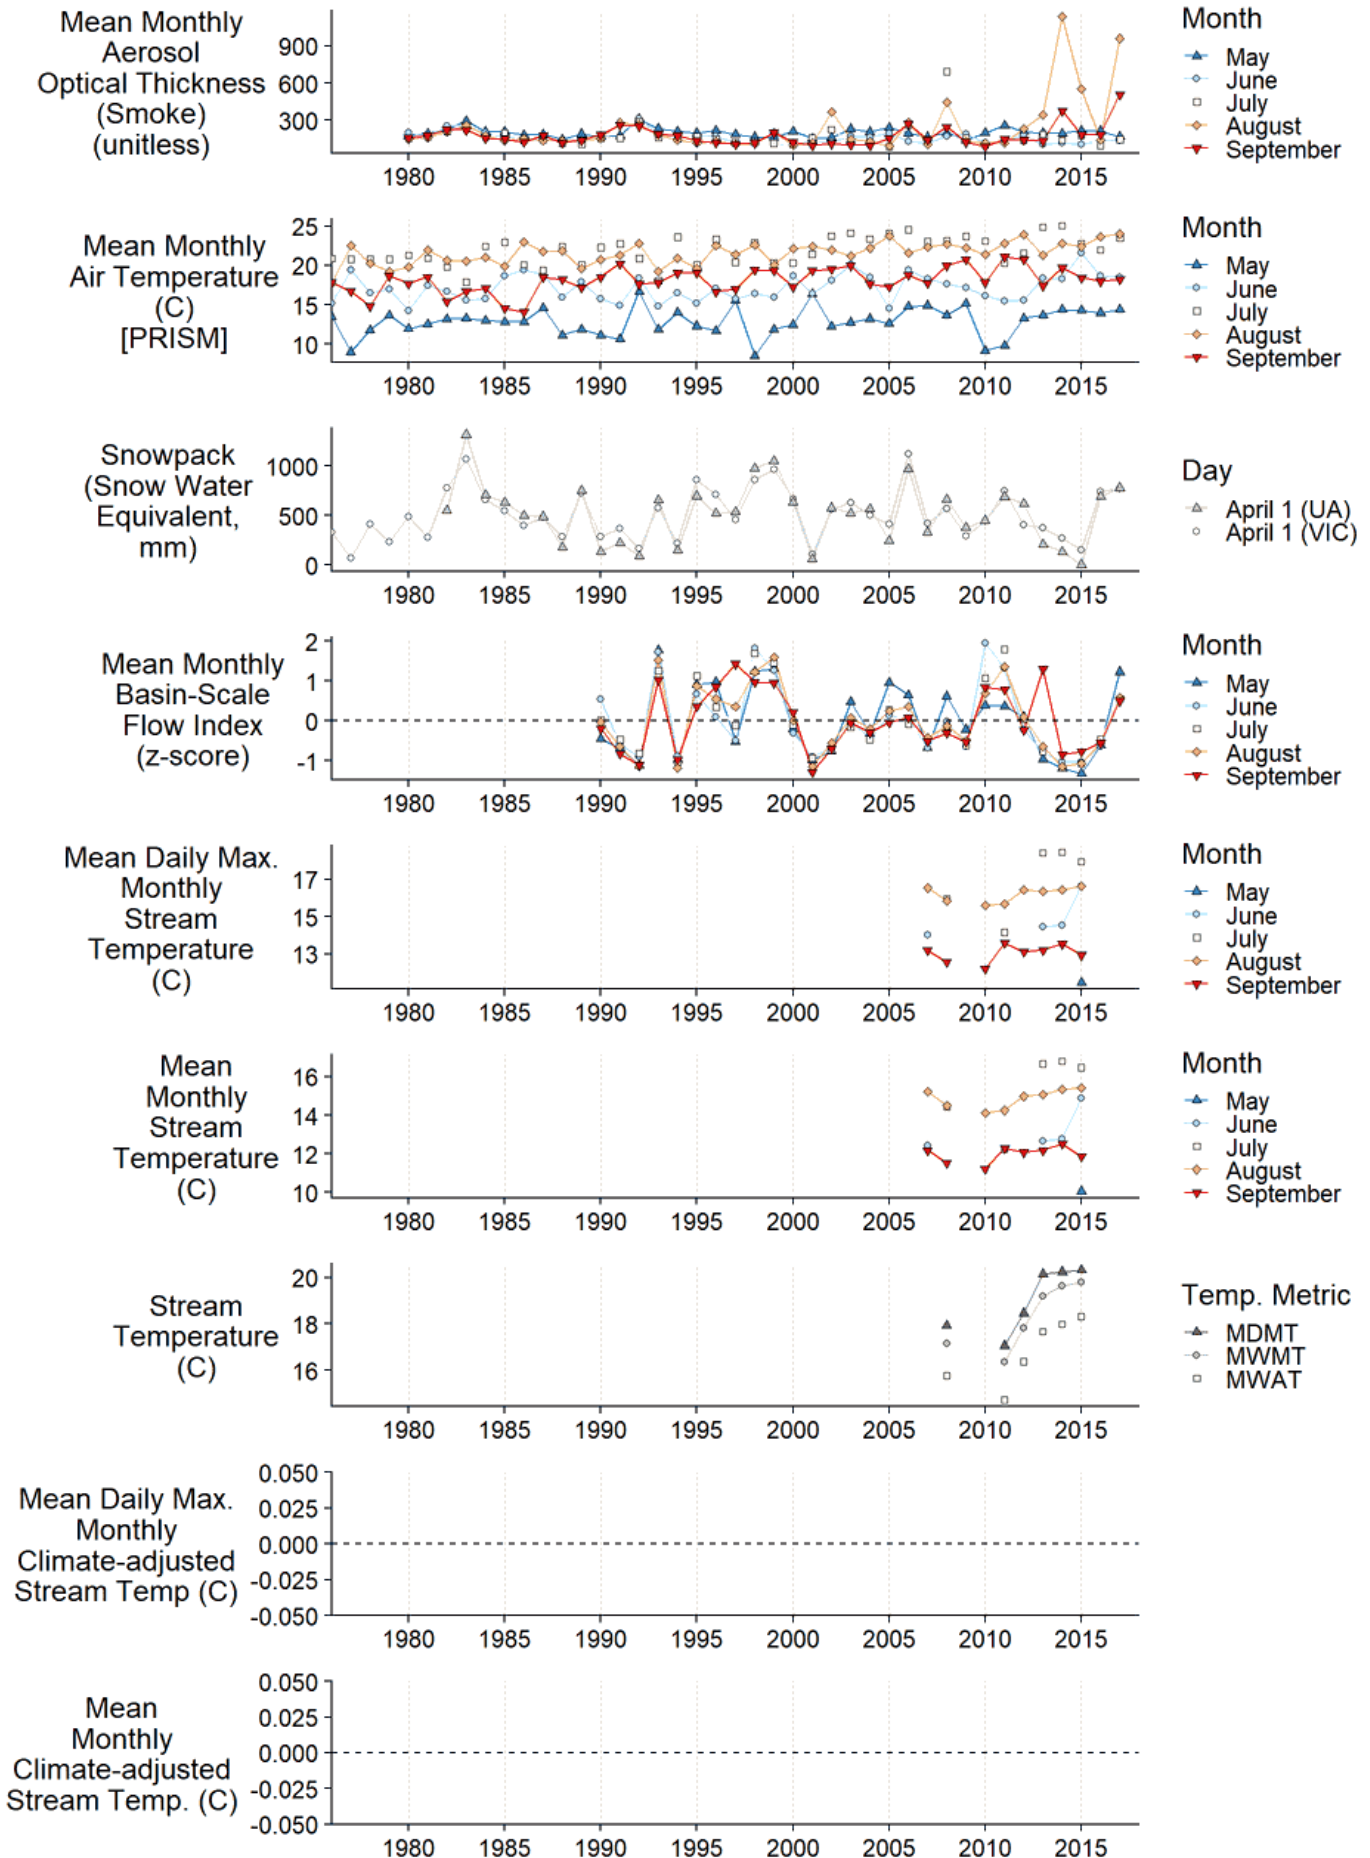 Mean Monthly
Aerosol
Optical Thickness
(Smoke)
(unitless)
900
600
300
1980 1985 1990 1995 2000 2005 2010 2015
Month
May
June
July
August
September
Mean Monthly
Air Temperature
(C)
[PRISM]
25
20
15
10
1980 1985 1990 1995 2000 2005 2010 2015
Month
May
June
July
August
September
Snowpack
(Snow Water
Equivalent,
mm)
1000
500
0
1980 1985 1990 1995 2000 2005 2010 2015
Day
April 1 (UA)
April 1 (VIC)
Mean Monthly
Basin-Scale
Flow Index
(z-score)
2
1
0
-1
1980 1985 1990 1995 2000 2005 2010 2015
Month
May
June
July
August
September
Mean Daily Max.
Monthly
Stream
Temperature
(C)
17
15
13
1980 1985 1990 1995 2000 2005 2010 2015
Month
May
June
July
August
September
Mean
Monthly
Stream
Temperature
(C)
16
14
12
10
1980 1985 1990 1995 2000 2005 2010 2015
Month
May
June
July
August
September
Stream
Temperature
(C)
20
18
16
1980 1985 1990 1995 2000 2005 2010 2015
Temp. Metric
MDMT
MWMT
MWAT
Mean Daily Max.
Monthly
Climate-adjusted
Stream Temp (C)
0.050
0.025
0.000
-0.025
-0.050
1980 1985 1990 1995 2000 2005 2010 2015
Mean
Monthly
Climate-adjusted
Stream Temp. (C)
0.050
0.025
0.000
-0.025
-0.050
1980 1985 1990 1995 2000 2005 2010 2015